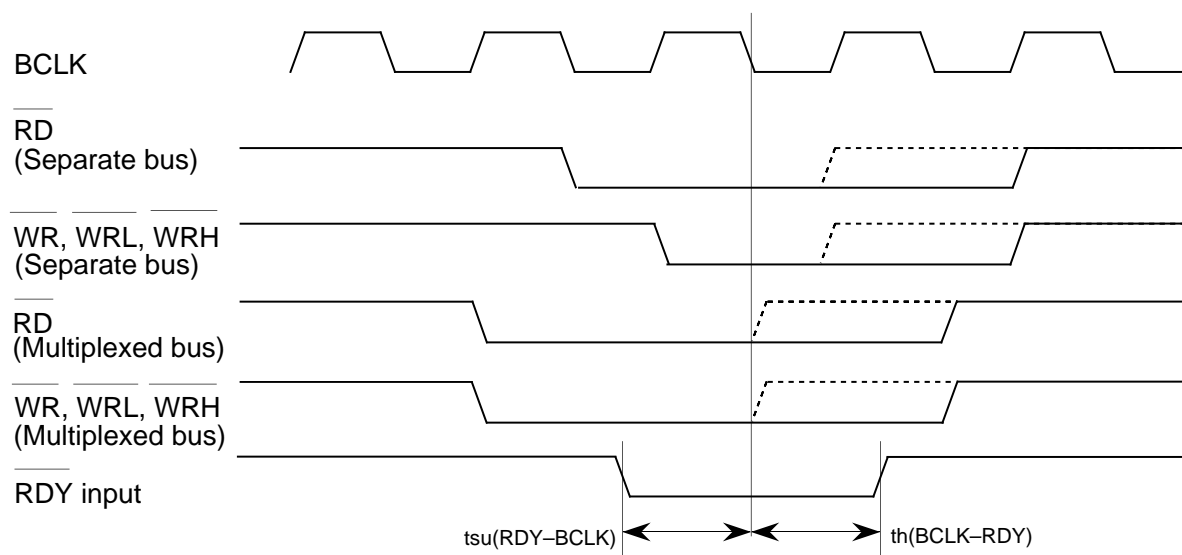 BCLK
RD
(Separate bus)
WR, WRL, WRH
(Separate bus)
RD
(Multiplexed bus)
WR, WRL, WRH
(Multiplexed bus)
RDY input
tsu(RDY–BCLK)
th(BCLK–RDY)